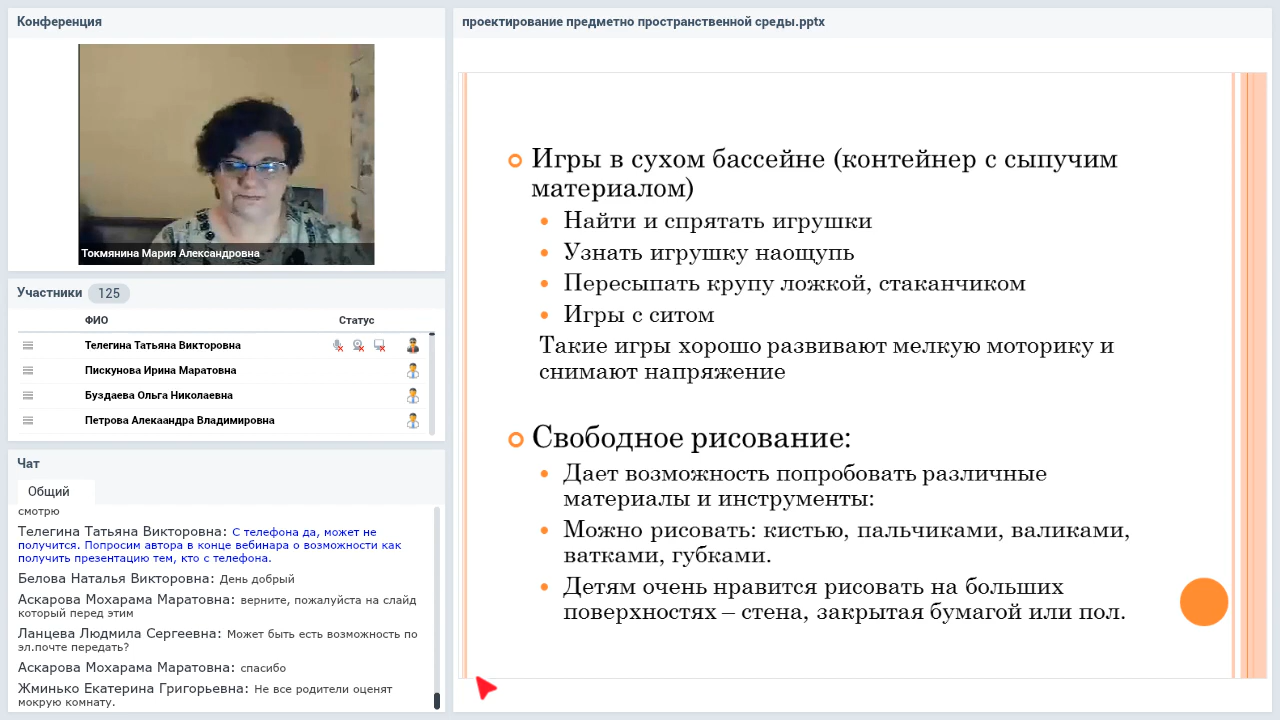 Конференция
Токмянина Мария Александровна
Участники 125
ФИО Статус
Телегина Татьяна Викторовна
Пискунова Ирина Маратовна
Буздаева Ольга Николаевна
Петрова Алекаандра Владимировна
Чат
Общий
смотрю
Телегина Татьяна Викторовна: С телефона да, может не
получится. Попросим автора в конце вебинара о возможности как
получить презентацию тем, кто с телефона.
Белова Наталья Викторовна: День добрый
Аскарова Мохарама Маратовна: верните, пожалуйста на слайд
который перед этим
Ланцева Людмила Сергеевна: Может быть есть возможность по
эл.почте передать?
Аскарова Мохарама Маратовна: спасибо
Жминько Екатерина Григорьевна: Не все родители оценят
мокрую комнату.
проектирование предметно пространственной среды.pptx
Игры в сухом бассейне (контейнер с сыпучим
материалом)
Найти и спрятать игрушки
Узнать игрушку наощупь
Пересыпать крупу ложкой, стаканчиком
Игры с ситом
Такие игры хорошо развивают мелкую моторику и
снимают напряжение
Свободное рисование:
Дает возможность попробовать различные
материалы и инструменты:
Можно рисовать: кистью, пальчиками, валиками,
ватками, губками.
Детям очень нравится рисовать на больших
поверхностях – стена, закрытая бумагой или пол.